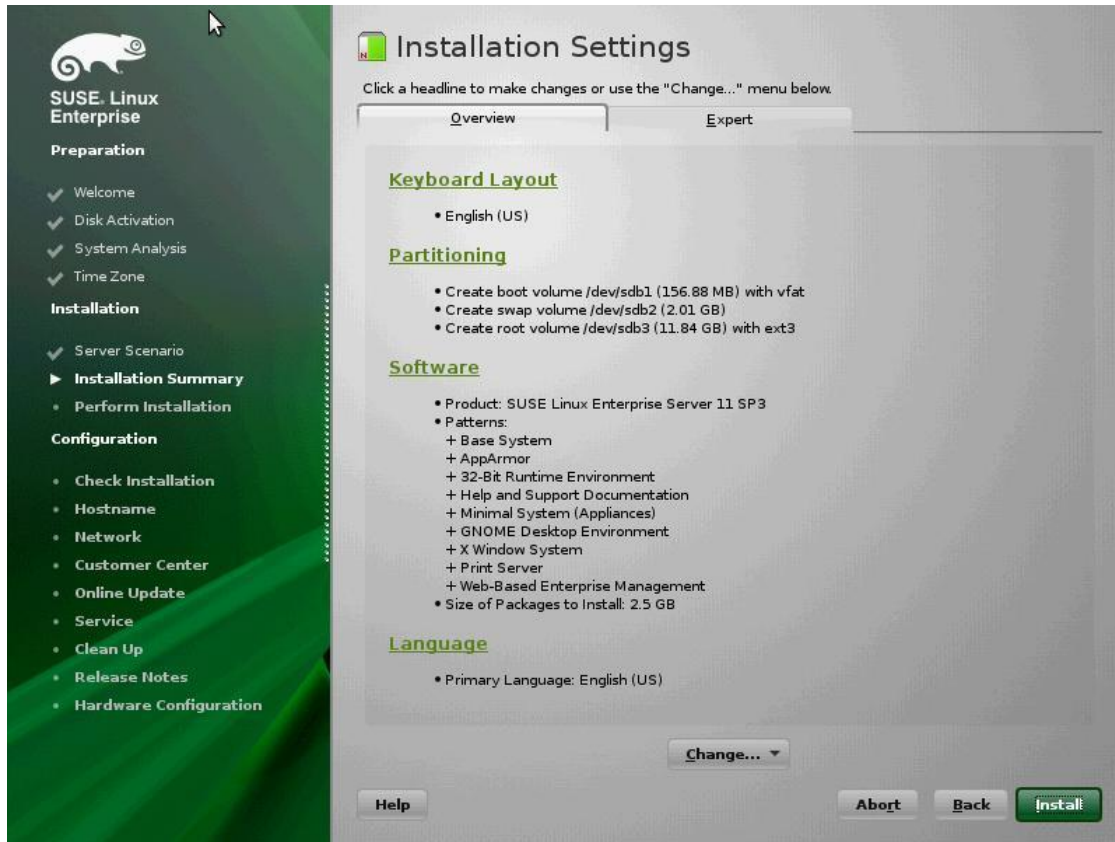 SUSE. Linux
Enterprise
Preparation
Welcome
Disk Activation
System Analysis
Time Zone
Installation
Server Scenario
Installation Summary
Perform Installation
Configuration
Check Installation
Hostname
Network
Customer Center
Online Update
Service
Clean Up
Release Notes
Hardware Configuration
N
Installation Settings
Click a headline to make changes or use the "Change..." menu below.
Overview
Expert
Keyboard Layout
• English (US)
Partitioning
• Create boot volume /dev/sdb1 (156.88 MB) with vfat
• Create swap volume /dev/sdb2 (2.01 GB)
• Create root volume /dev/sdb3 (11.84 GB) with ext3
Software
• Product: SUSE Linux Enterprise Server 11 SP3
• Patterns:
+ Base System
+ AppArmor
+ 32-Bit Runtime Environment
+ Help and Support Documentation
+ Minimal System (Appliances)
+ GNOME Desktop Environment
+ X Window System
+ Print Server
+ Web-Based Enterprise Management
• Size of Packages to Install: 2.5 GB
Language
• Primary Language: English (US)
Change...
Help
Abort
Back
Install